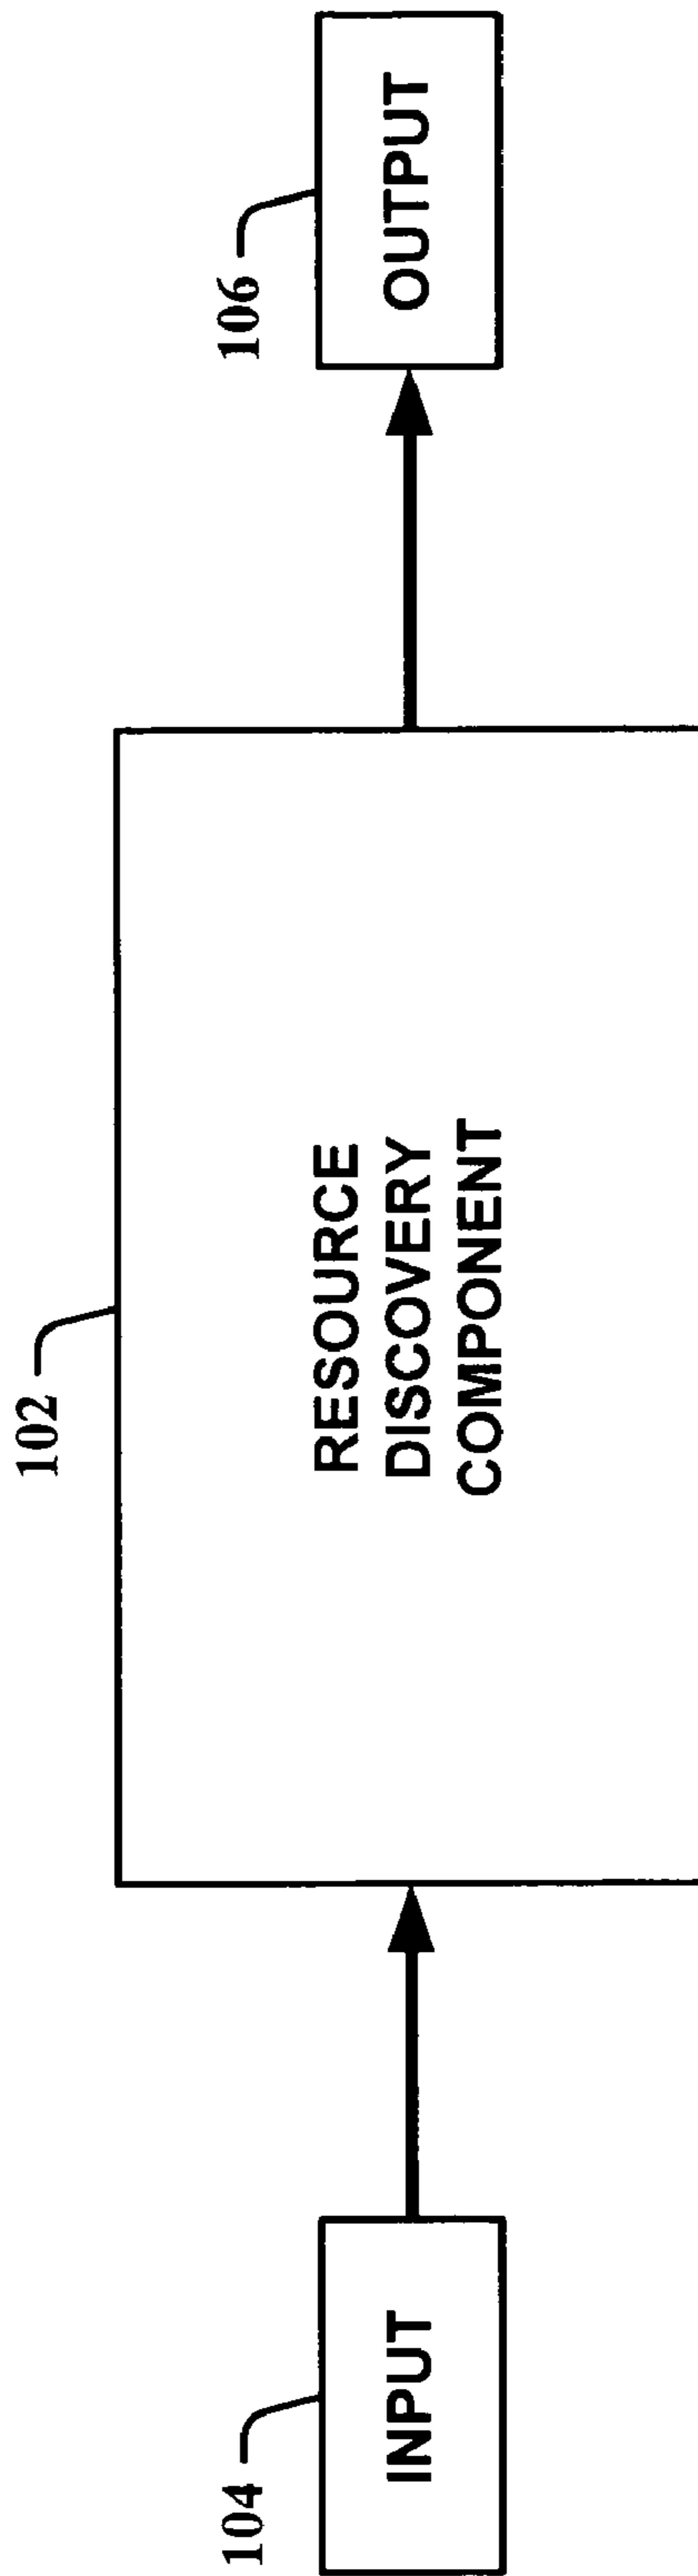 102
104
INPUT
RESOURCE
DISCOVERY
COMPONENT
106
OUTPUT